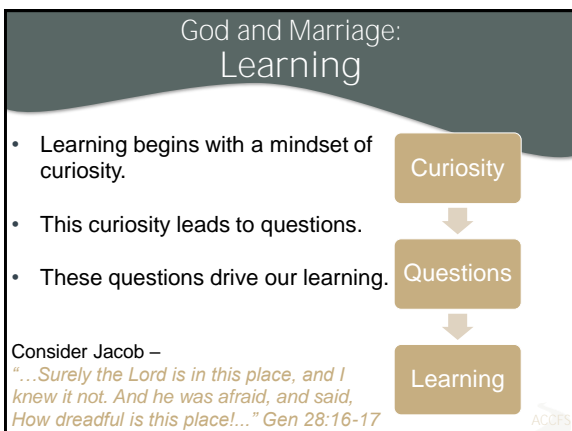 God and Marriage:
Learning
• Learning begins with a mindset of
curiosity.
• This curiosity leads to questions.
• These questions drive our learning.
Curiosity
Questions
Learning
Consider Jacob –
"…Surely the Lord is in this place, and I
knew it not. And he was afraid, and said,
How dreadful is this place!..." Gen 28:16-17
ACCFS